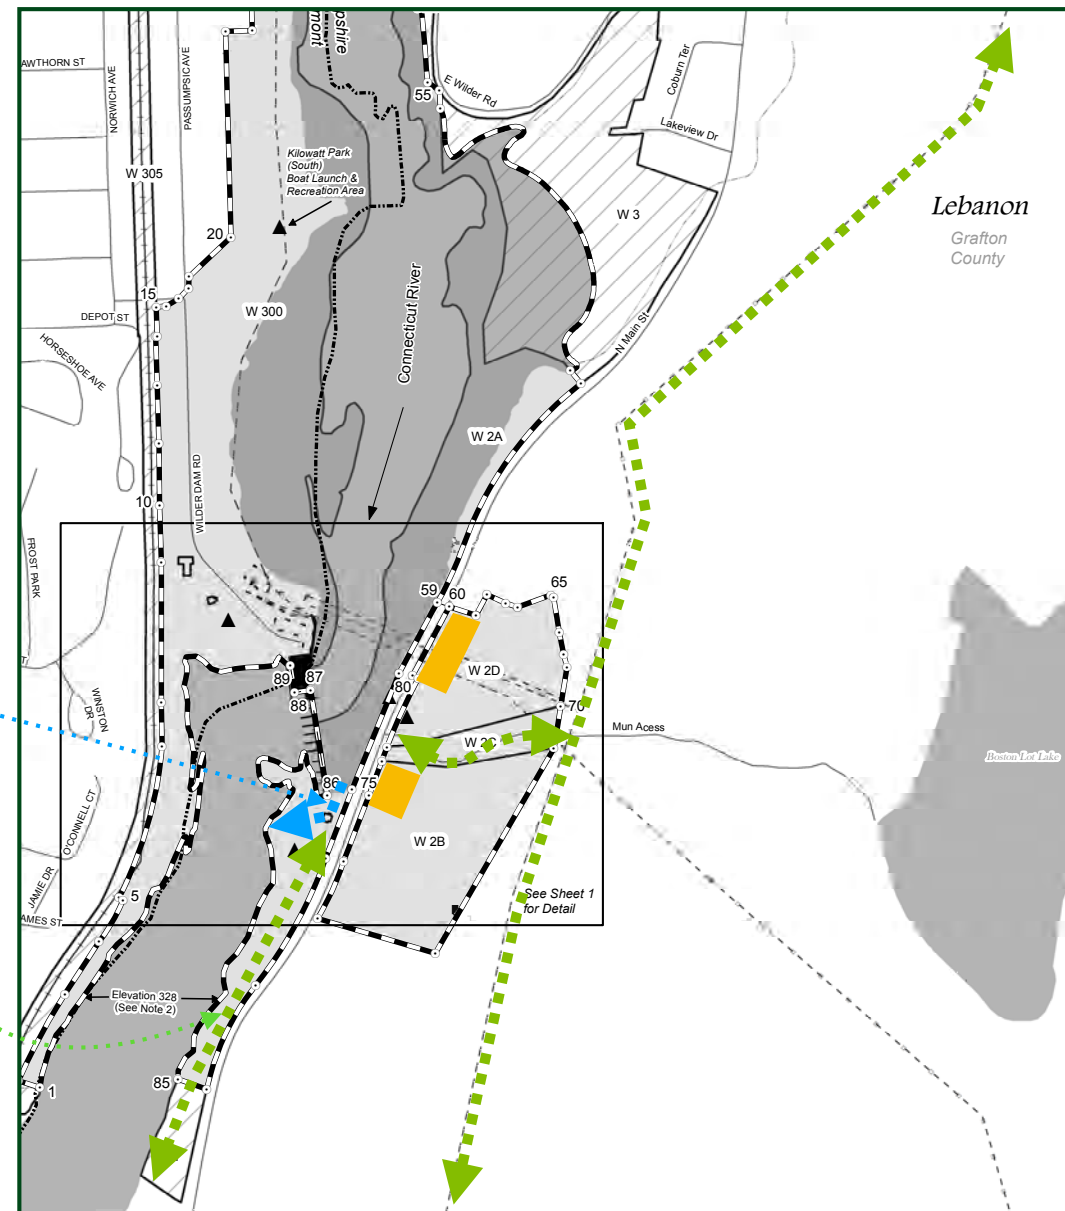 pshire
mont
AWTHORN ST
NORWICH AVE
PASSUMPSIC AVE
55
E Wilder Rd
Coburn Ter
Lakeview Dr
Kilowatt Park
(South)
Boat Launch &
Recreation Area
W 305
W 3
Lebanon
Grafton
County
20
15
W 300
DEPOT ST
HORSESHOE AVE
Connecticut River
N Main St
W 2A
10
WILDER DAM RD
FROST PARK
59
60
65
W 2D
89
87
88
80
70
WINSTON
DR
W 2C
Mun Acess
Boston Lot Lake
86
75
W 2B
O'CONNELL CT
JAMIE DR
5
AMES ST
See Sheet 1
for Detail
Elevation 328
(See Note 2)
85
1